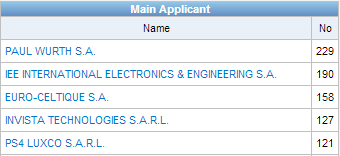 Main Applicant
Name No
PAUL WURTH S.A. 229
IEE INTERNATIONAL ELECTRONICS & ENGINEERING S.A. 190
EURO-CELTIQUE S.A. 158
INVISTA TECHNOLOGIES S.A.R.L. 127
PS4 LUXCO S.A.R.L. 121